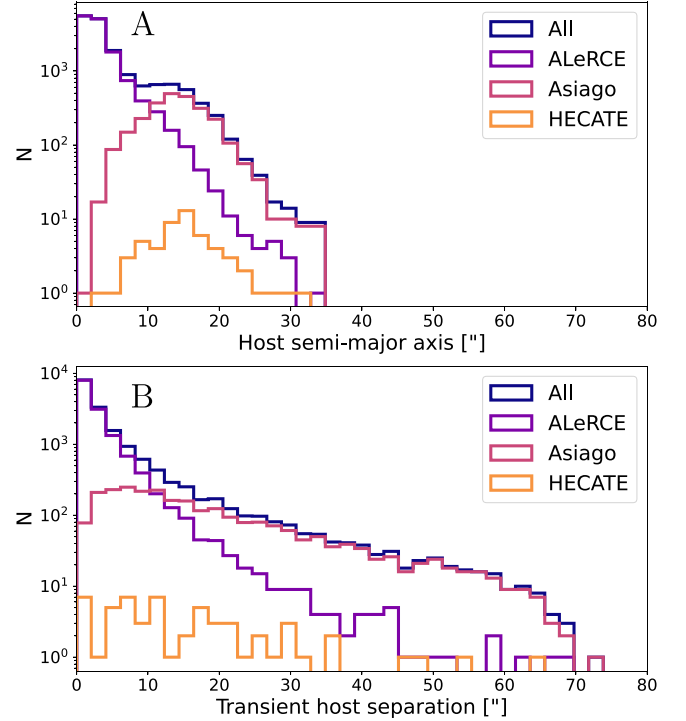 A
All
ALeRCE
Asiago
HECATE
N
10³
10²
10¹
10⁰
0 10 20 30 40 50 60 70 80
Host semi-major axis ["]
B
All
ALeRCE
Asiago
HECATE
N
10⁴
10³
10²
10¹
10⁰
0 10 20 30 40 50 60 70 80
Transient host separation ["]